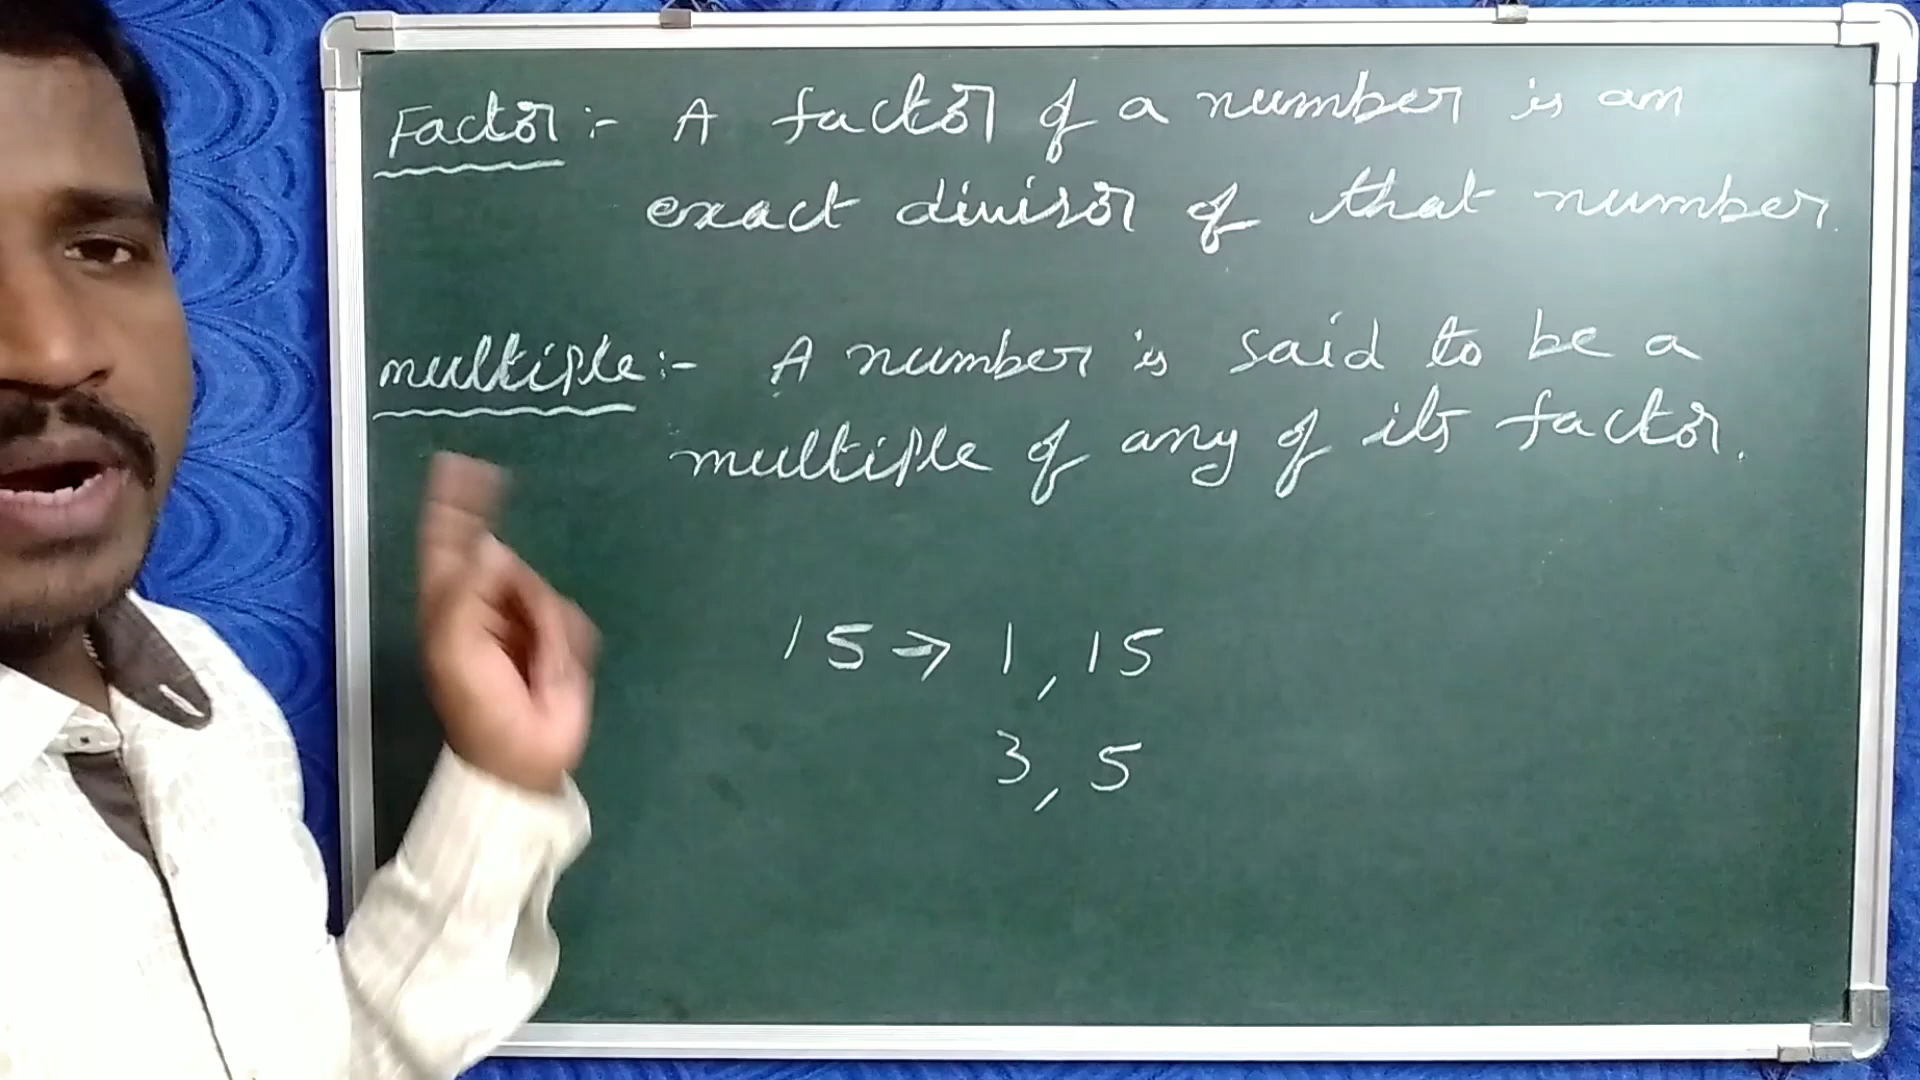 Factor :- A factor of a number is an
exact divisor of that number.
multiple :- A number is said to be a
multiple of any of its factor.
15 → 1, 15
3, 5